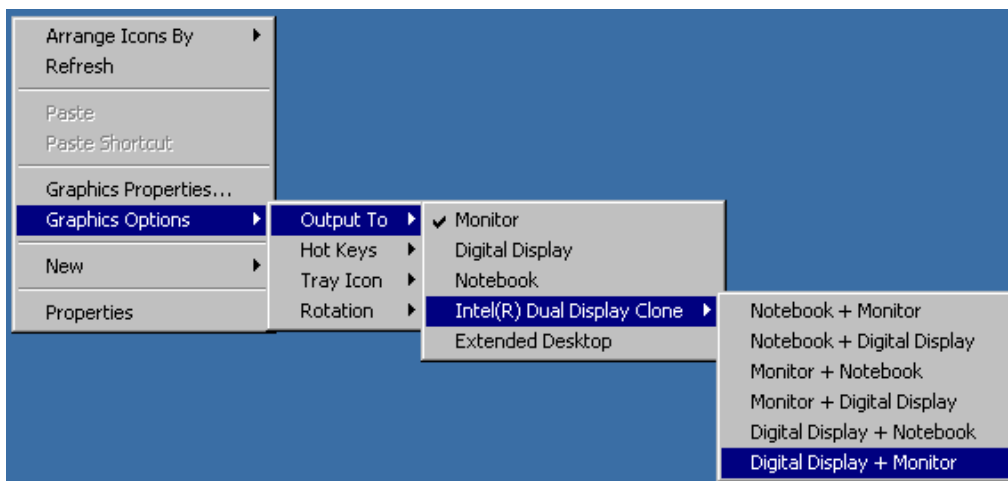 Arrange Icons By
Refresh
Paste
Paste Shortcut
Graphics Properties...
Graphics Options
New
Properties
Output To
Hot Keys
Tray Icon
Rotation
Monitor
Digital Display
Notebook
Intel(R) Dual Display Clone
Extended Desktop
Notebook + Monitor
Notebook + Digital Display
Monitor + Notebook
Monitor + Digital Display
Digital Display + Notebook
Digital Display + Monitor